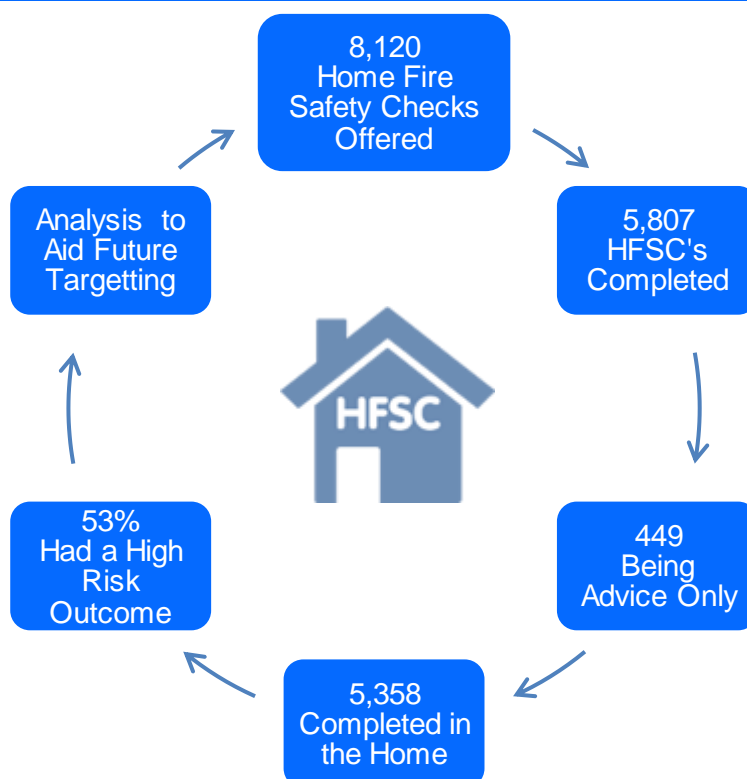 8,120
Home Fire
Safety Checks
Offered
5,807
HFSC's
Completed
449
Being
Advice Only
5,358
Completed in
the Home
53%
Had a High
Risk
Outcome
Analysis to
Aid Future
Targetting
HFSC